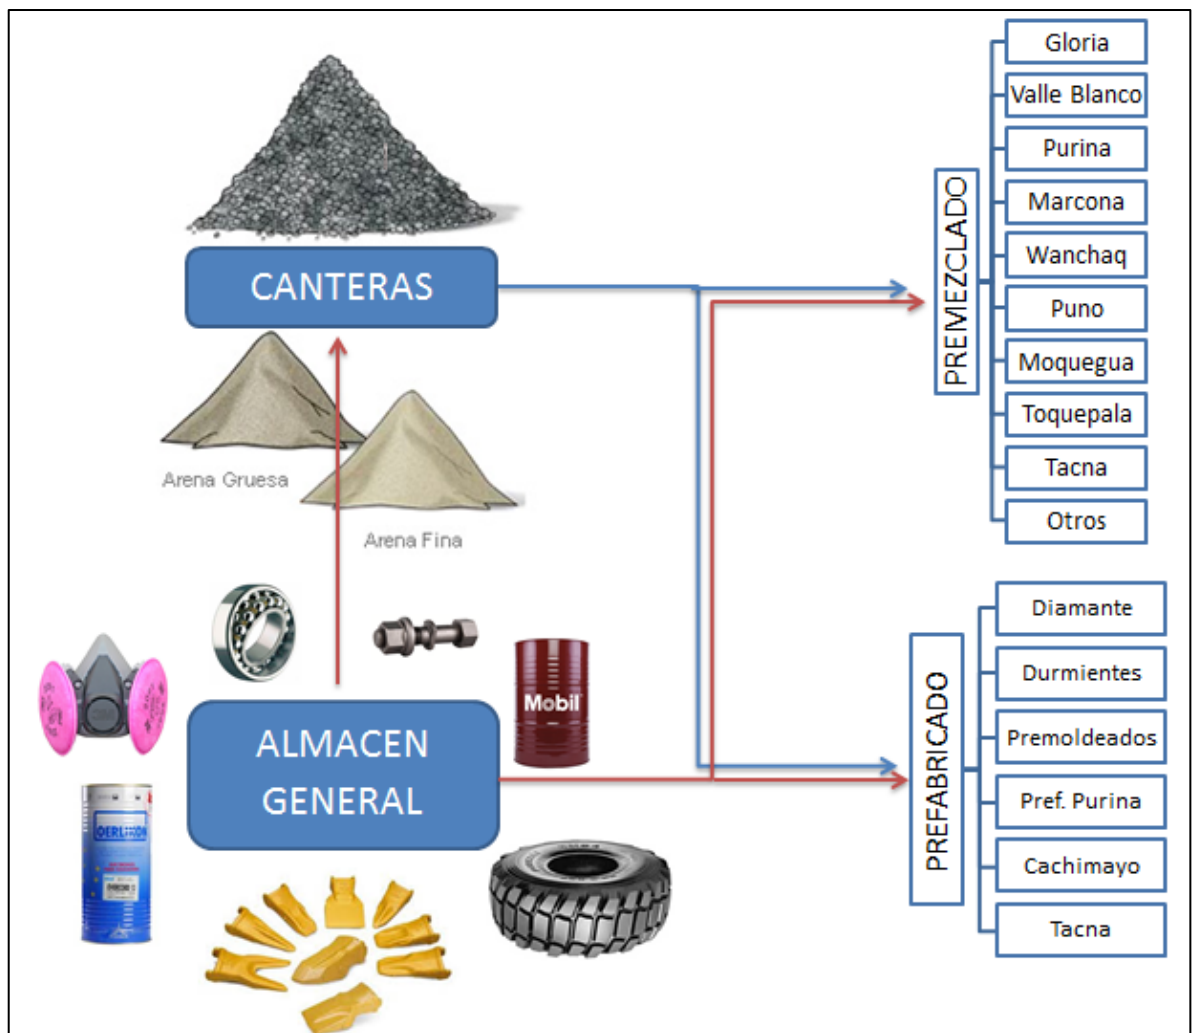 CANTERAS
Arena Gruesa
Arena Fina
Mobil
ALMACEN
GENERAL
OERLIKON
PREMEZCLADO
Gloria
Valle Blanco
Purina
Marcona
Wanchaq
Puno
Moquegua
Toquepala
Tacna
Otros
PREFABRICADO
Diamante
Durmientes
Premoldeados
Pref. Purina
Cachimayo
Tacna